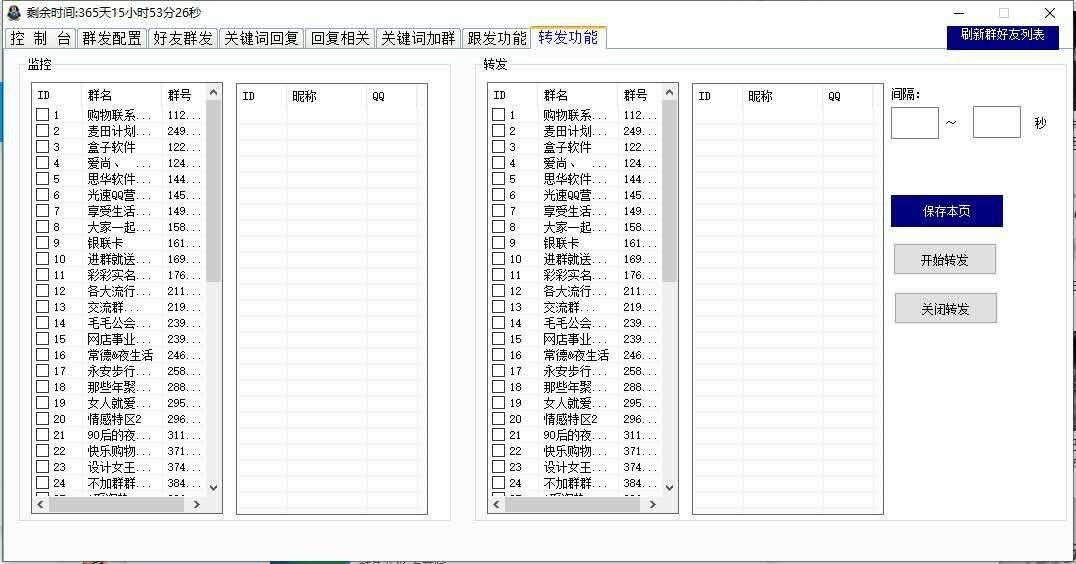 剩余时间:365天15小时53分26秒
控 制 台 群发配置 好友群发 关键词回复 回复相关 关键词加群 跟发功能 转发功能
刷新群好友列表
监控
ID 群名 群号
1 购物联系... 112...
2 麦田计划... 249...
3 盒子软件 122...
4 爱尚、 ... 124...
5 思华软件... 144...
6 光速QQ营... 145...
7 享受生活... 149...
8 大家一起... 158...
9 银联卡 161...
10 进群就送... 169...
11 彩彩实名... 176...
12 各大流行... 211...
13 交流群... 219...
14 毛毛公会... 239...
15 网店事业... 239...
16 常德&夜生活 246...
17 永安步行... 258...
18 那些年聚... 288...
19 女人就爱... 295...
20 情感特区2 296...
21 90后的夜... 311...
22 快乐购物... 371...
23 设计女王... 374...
24 不加群群... 384...
ID 昵称 QQ
转发
ID 群名 群号
1 购物联系... 112...
2 麦田计划... 249...
3 盒子软件 122...
4 爱尚、 ... 124...
5 思华软件... 144...
6 光速QQ营... 145...
7 享受生活... 149...
8 大家一起... 158...
9 银联卡 161...
10 进群就送... 169...
11 彩彩实名... 176...
12 各大流行... 211...
13 交流群... 219...
14 毛毛公会... 239...
15 网店事业... 239...
16 常德&夜生活 246...
17 永安步行... 258...
18 那些年聚... 288...
19 女人就爱... 295...
20 情感特区2 296...
21 90后的夜... 311...
22 快乐购物... 371...
23 设计女王... 374...
24 不加群群... 384...
ID 昵称 QQ
间隔:
~ 秒
保存本页
开始转发
关闭转发